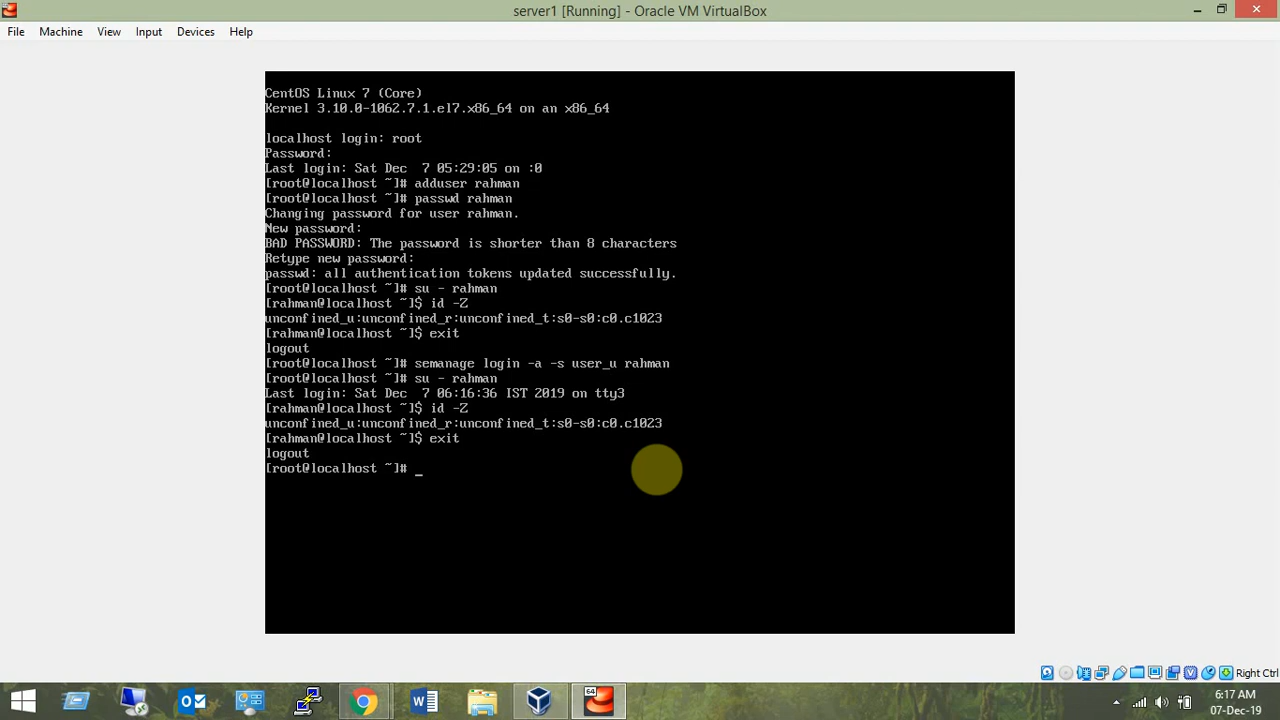 server1 [Running] - Oracle VM VirtualBox
File Machine View Input Devices Help
CentOS Linux 7 (Core)
Kernel 3.10.0-1062.7.1.el7.x86_64 on an x86_64
localhost login: root
Password:
Last login: Sat Dec  7 05:29:05 on :0
[root@localhost ~]# adduser rahman
[root@localhost ~]# passwd rahman
Changing password for user rahman.
New password:
BAD PASSWORD: The password is shorter than 8 characters
Retype new password:
passwd: all authentication tokens updated successfully.
[root@localhost ~]# su - rahman
[rahman@localhost ~]$ id -Z
unconfined_u:unconfined_r:unconfined_t:s0-s0:c0.c1023
[rahman@localhost ~]$ exit
logout
[root@localhost ~]# semanage login -a -s user_u rahman
[root@localhost ~]# su - rahman
Last login: Sat Dec  7 06:16:36 IST 2019 on tty3
[rahman@localhost ~]$ id -Z
unconfined_u:unconfined_r:unconfined_t:s0-s0:c0.c1023
[rahman@localhost ~]$ exit
logout
[root@localhost ~]# _
Right Ctrl
64
6:17 AM
07-Dec-19